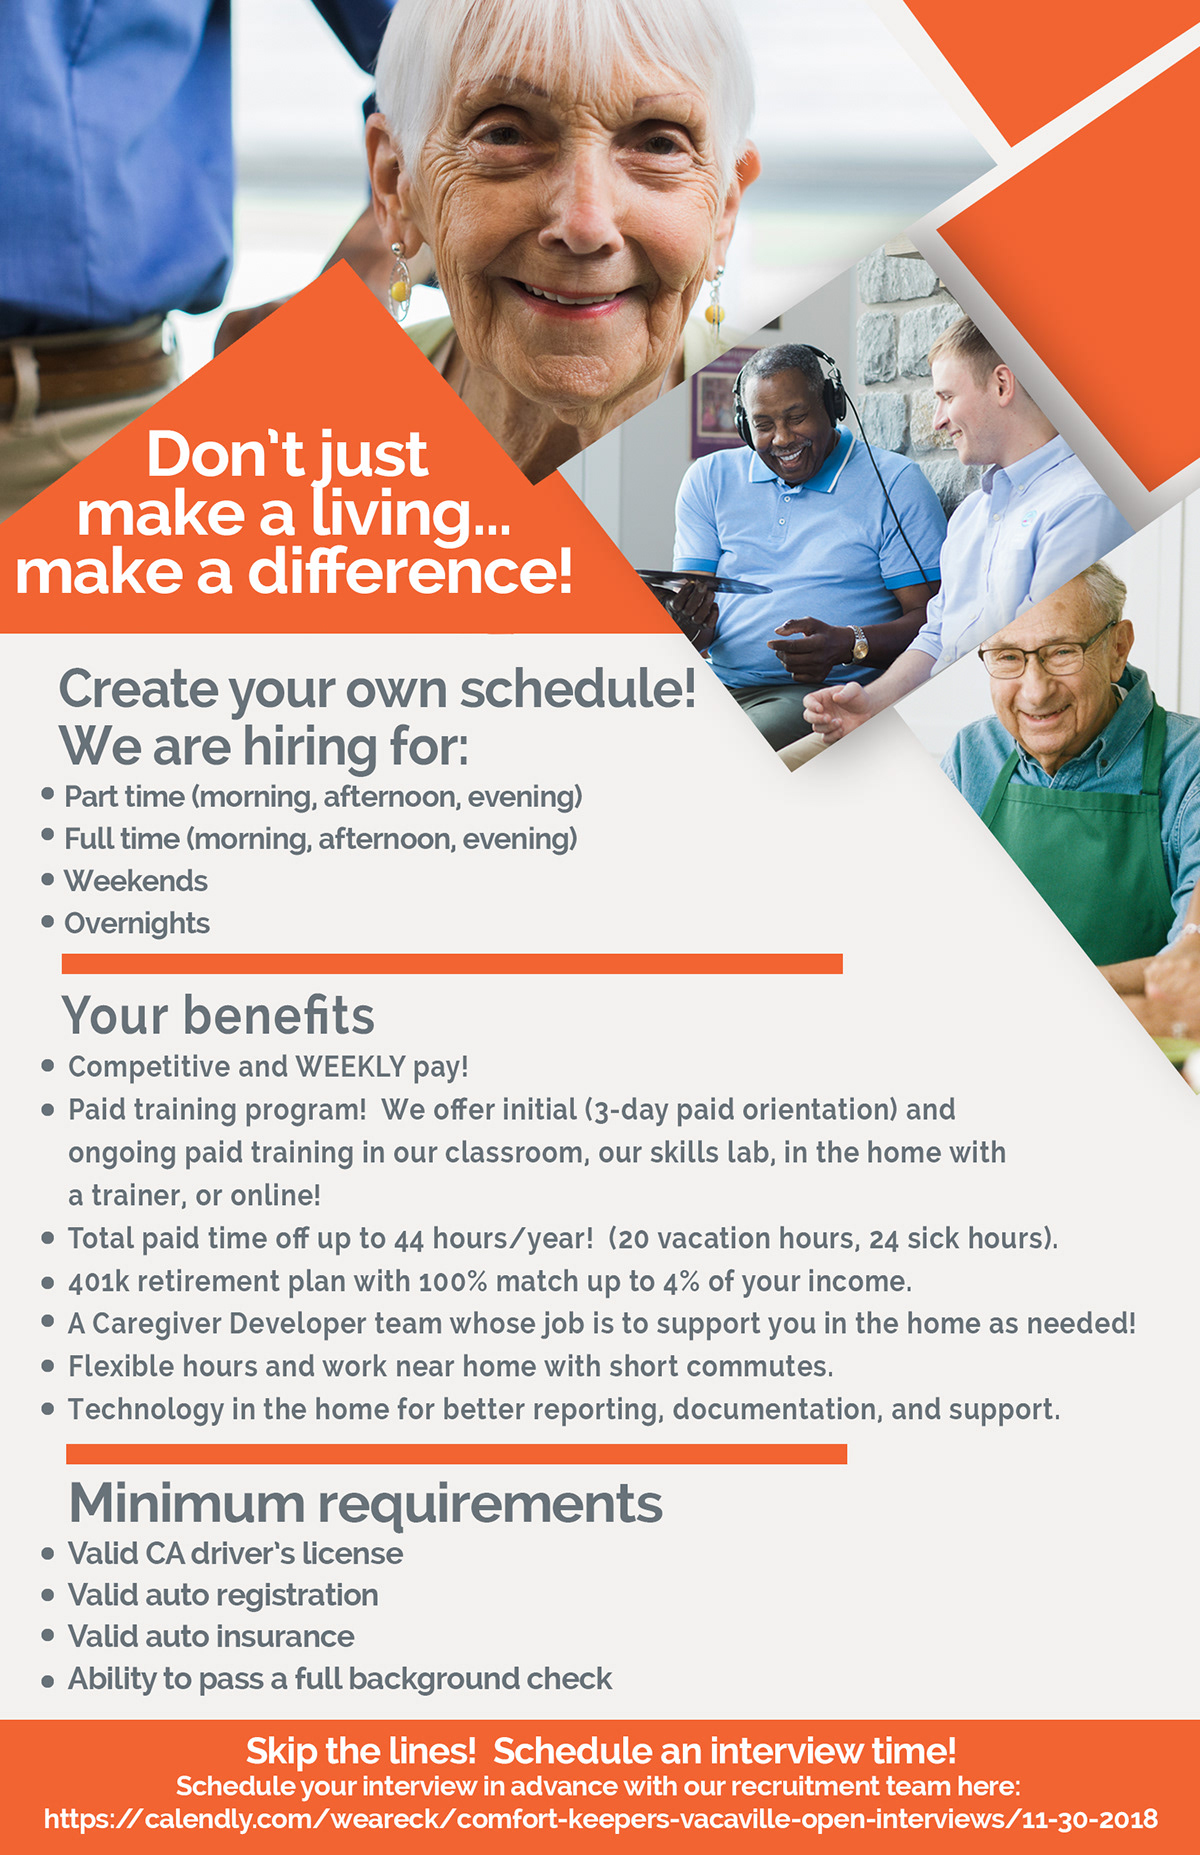 Don't just
make a living...
make a difference!
Create your own schedule!
We are hiring for:
• Part time (morning, afternoon, evening)
• Full time (morning, afternoon, evening)
• Weekends
• Overnights
Your benefits
• Competitive and WEEKLY pay!
• Paid training program!  We offer initial (3-day paid orientation) and
ongoing paid training in our classroom, our skills lab, in the home with
a trainer, or online!
• Total paid time off up to 44 hours/year!  (20 vacation hours, 24 sick hours).
• 401k retirement plan with 100% match up to 4% of your income.
• A Caregiver Developer team whose job is to support you in the home as needed!
• Flexible hours and work near home with short commutes.
• Technology in the home for better reporting, documentation, and support.
Minimum requirements
• Valid CA driver's license
• Valid auto registration
• Valid auto insurance
• Ability to pass a full background check
Skip the lines!  Schedule an interview time!
Schedule your interview in advance with our recruitment team here:
https://calendly.com/weareck/comfort-keepers-vacaville-open-interviews/11-30-2018